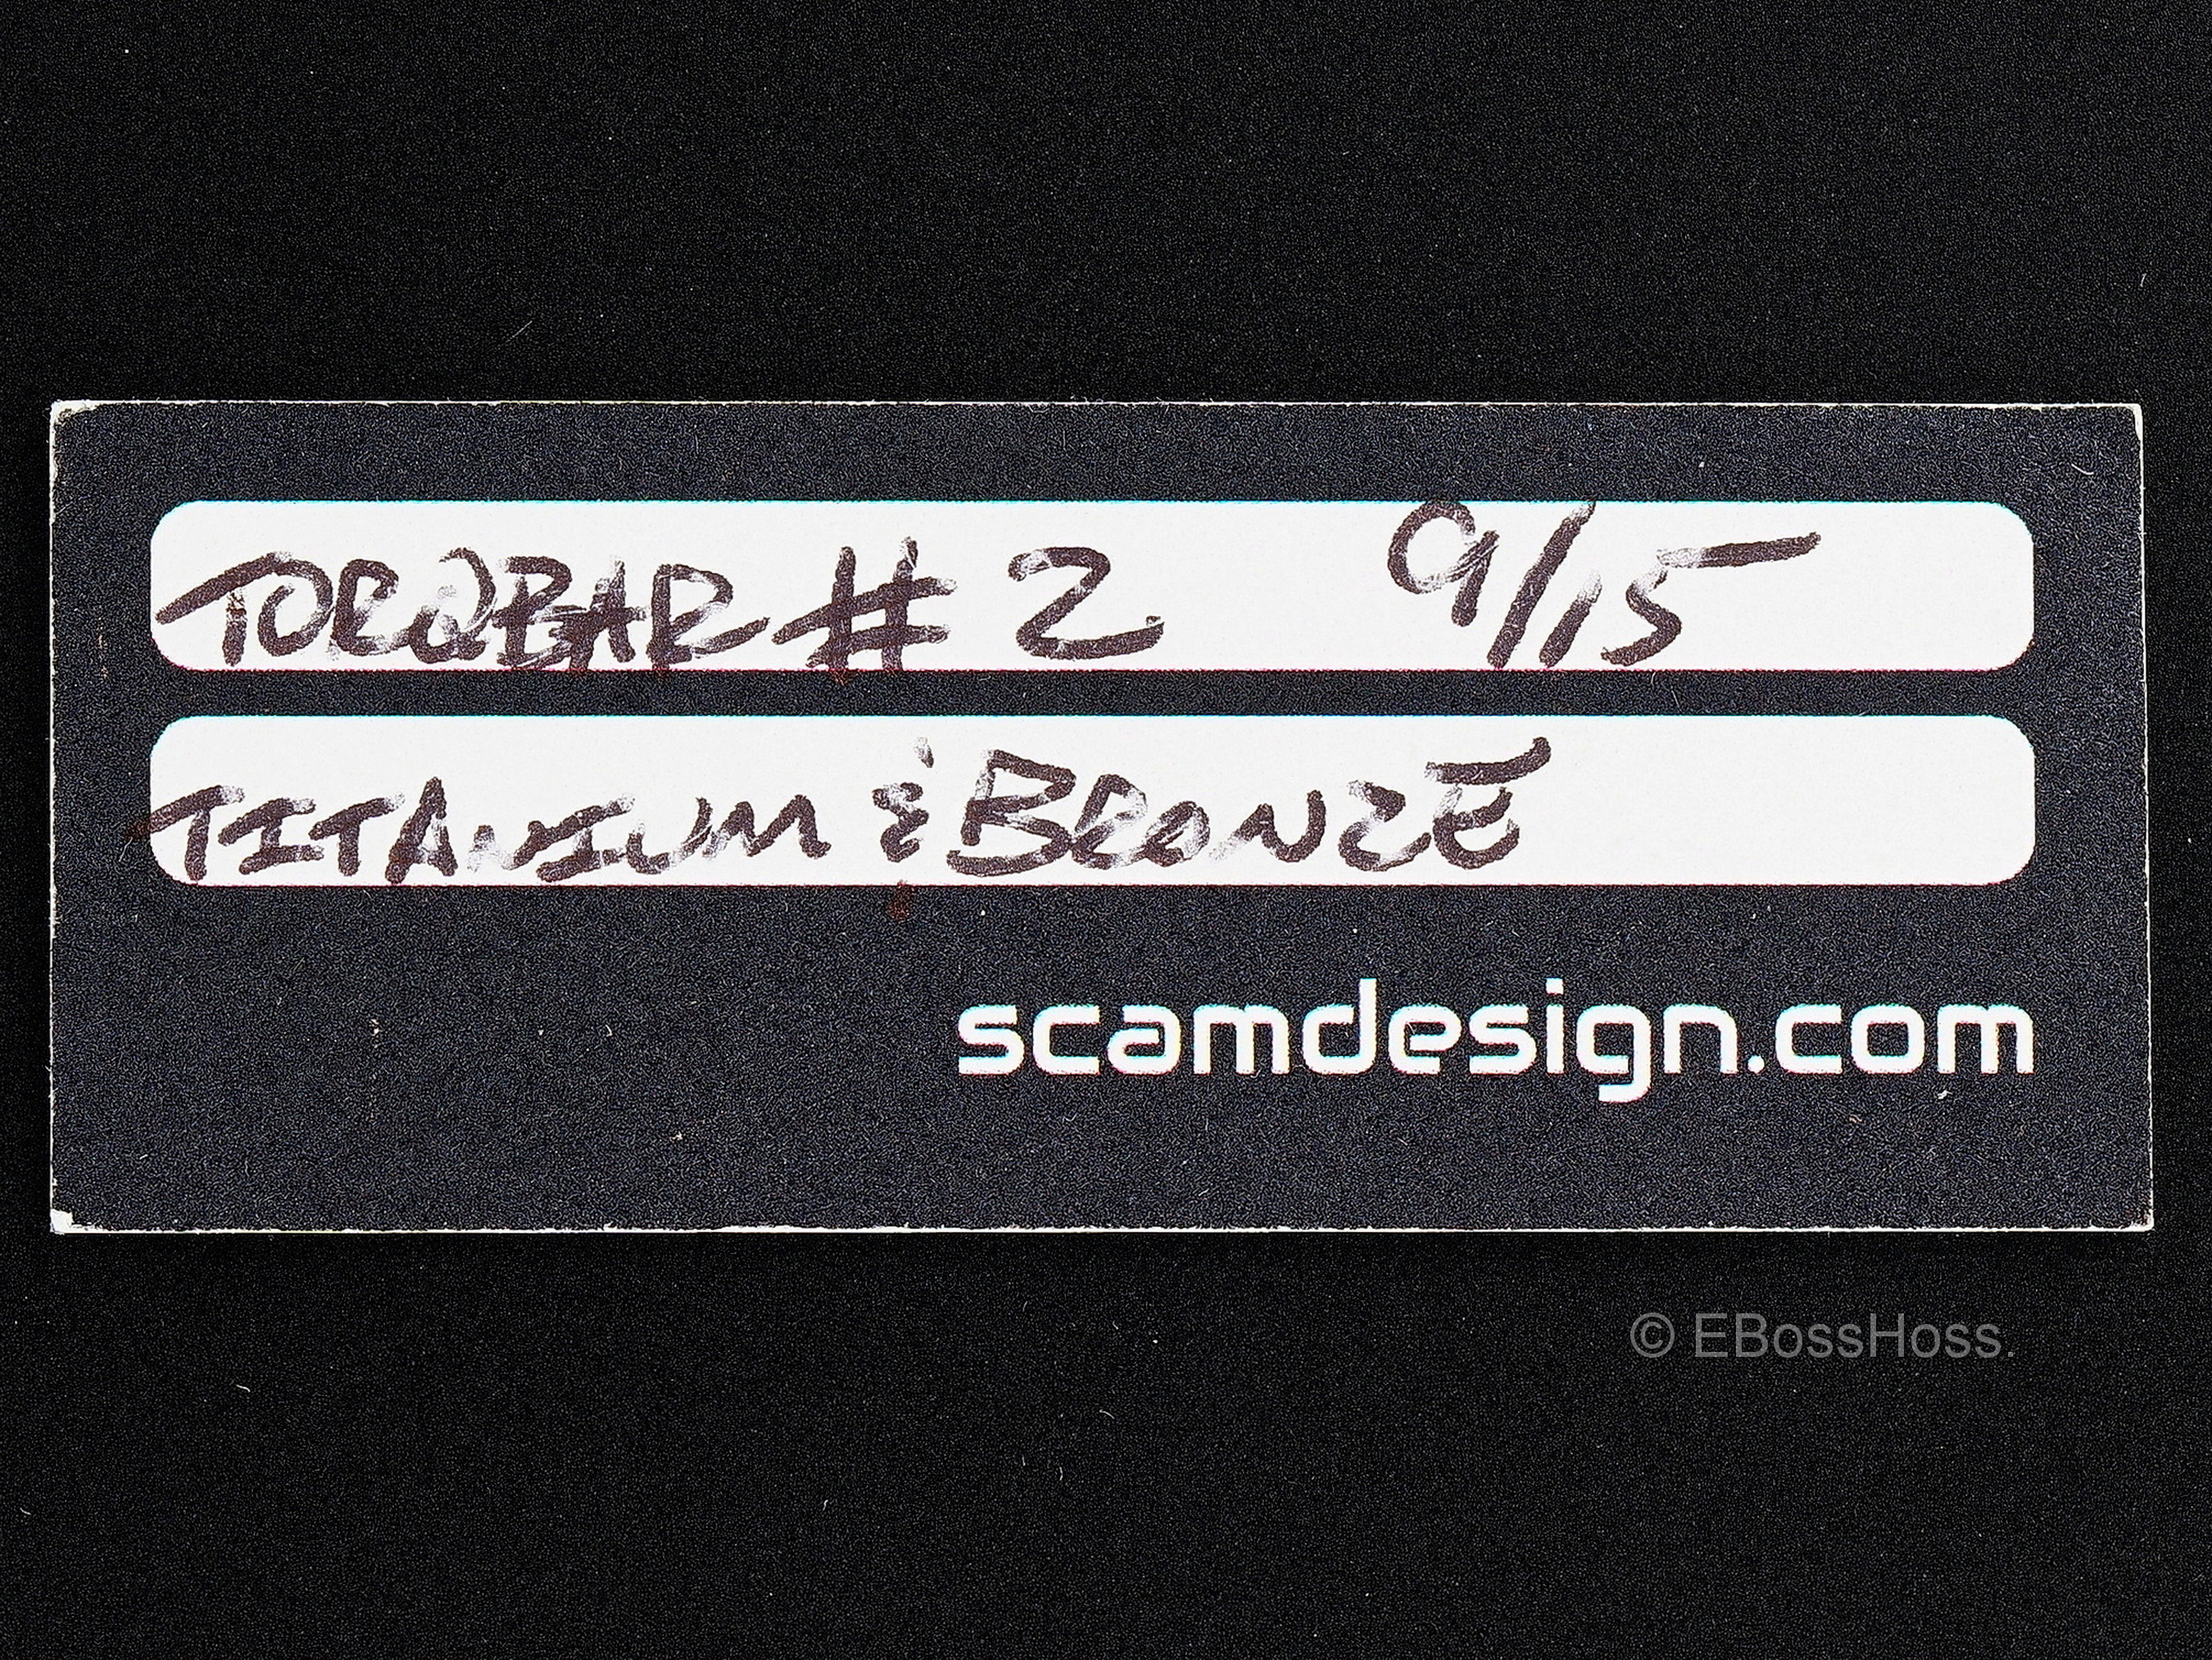 TORQBAR # 2 9/15
TITANIUM & BRONZE
scamdesign.com
© EBossHoss.